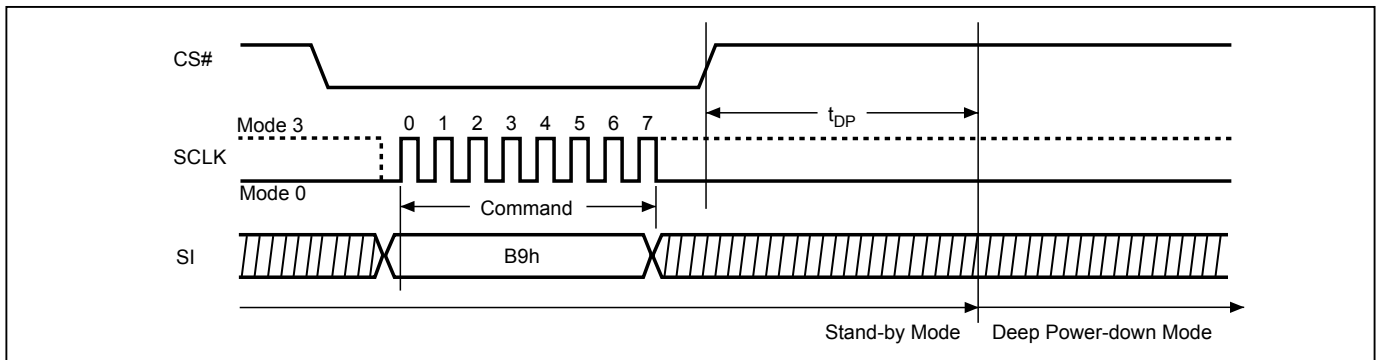 CS#
Mode 3
0 1 2 3 4 5 6 7
tDP
SCLK
Mode 0
Command
SI
B9h
Stand-by Mode
Deep Power-down Mode